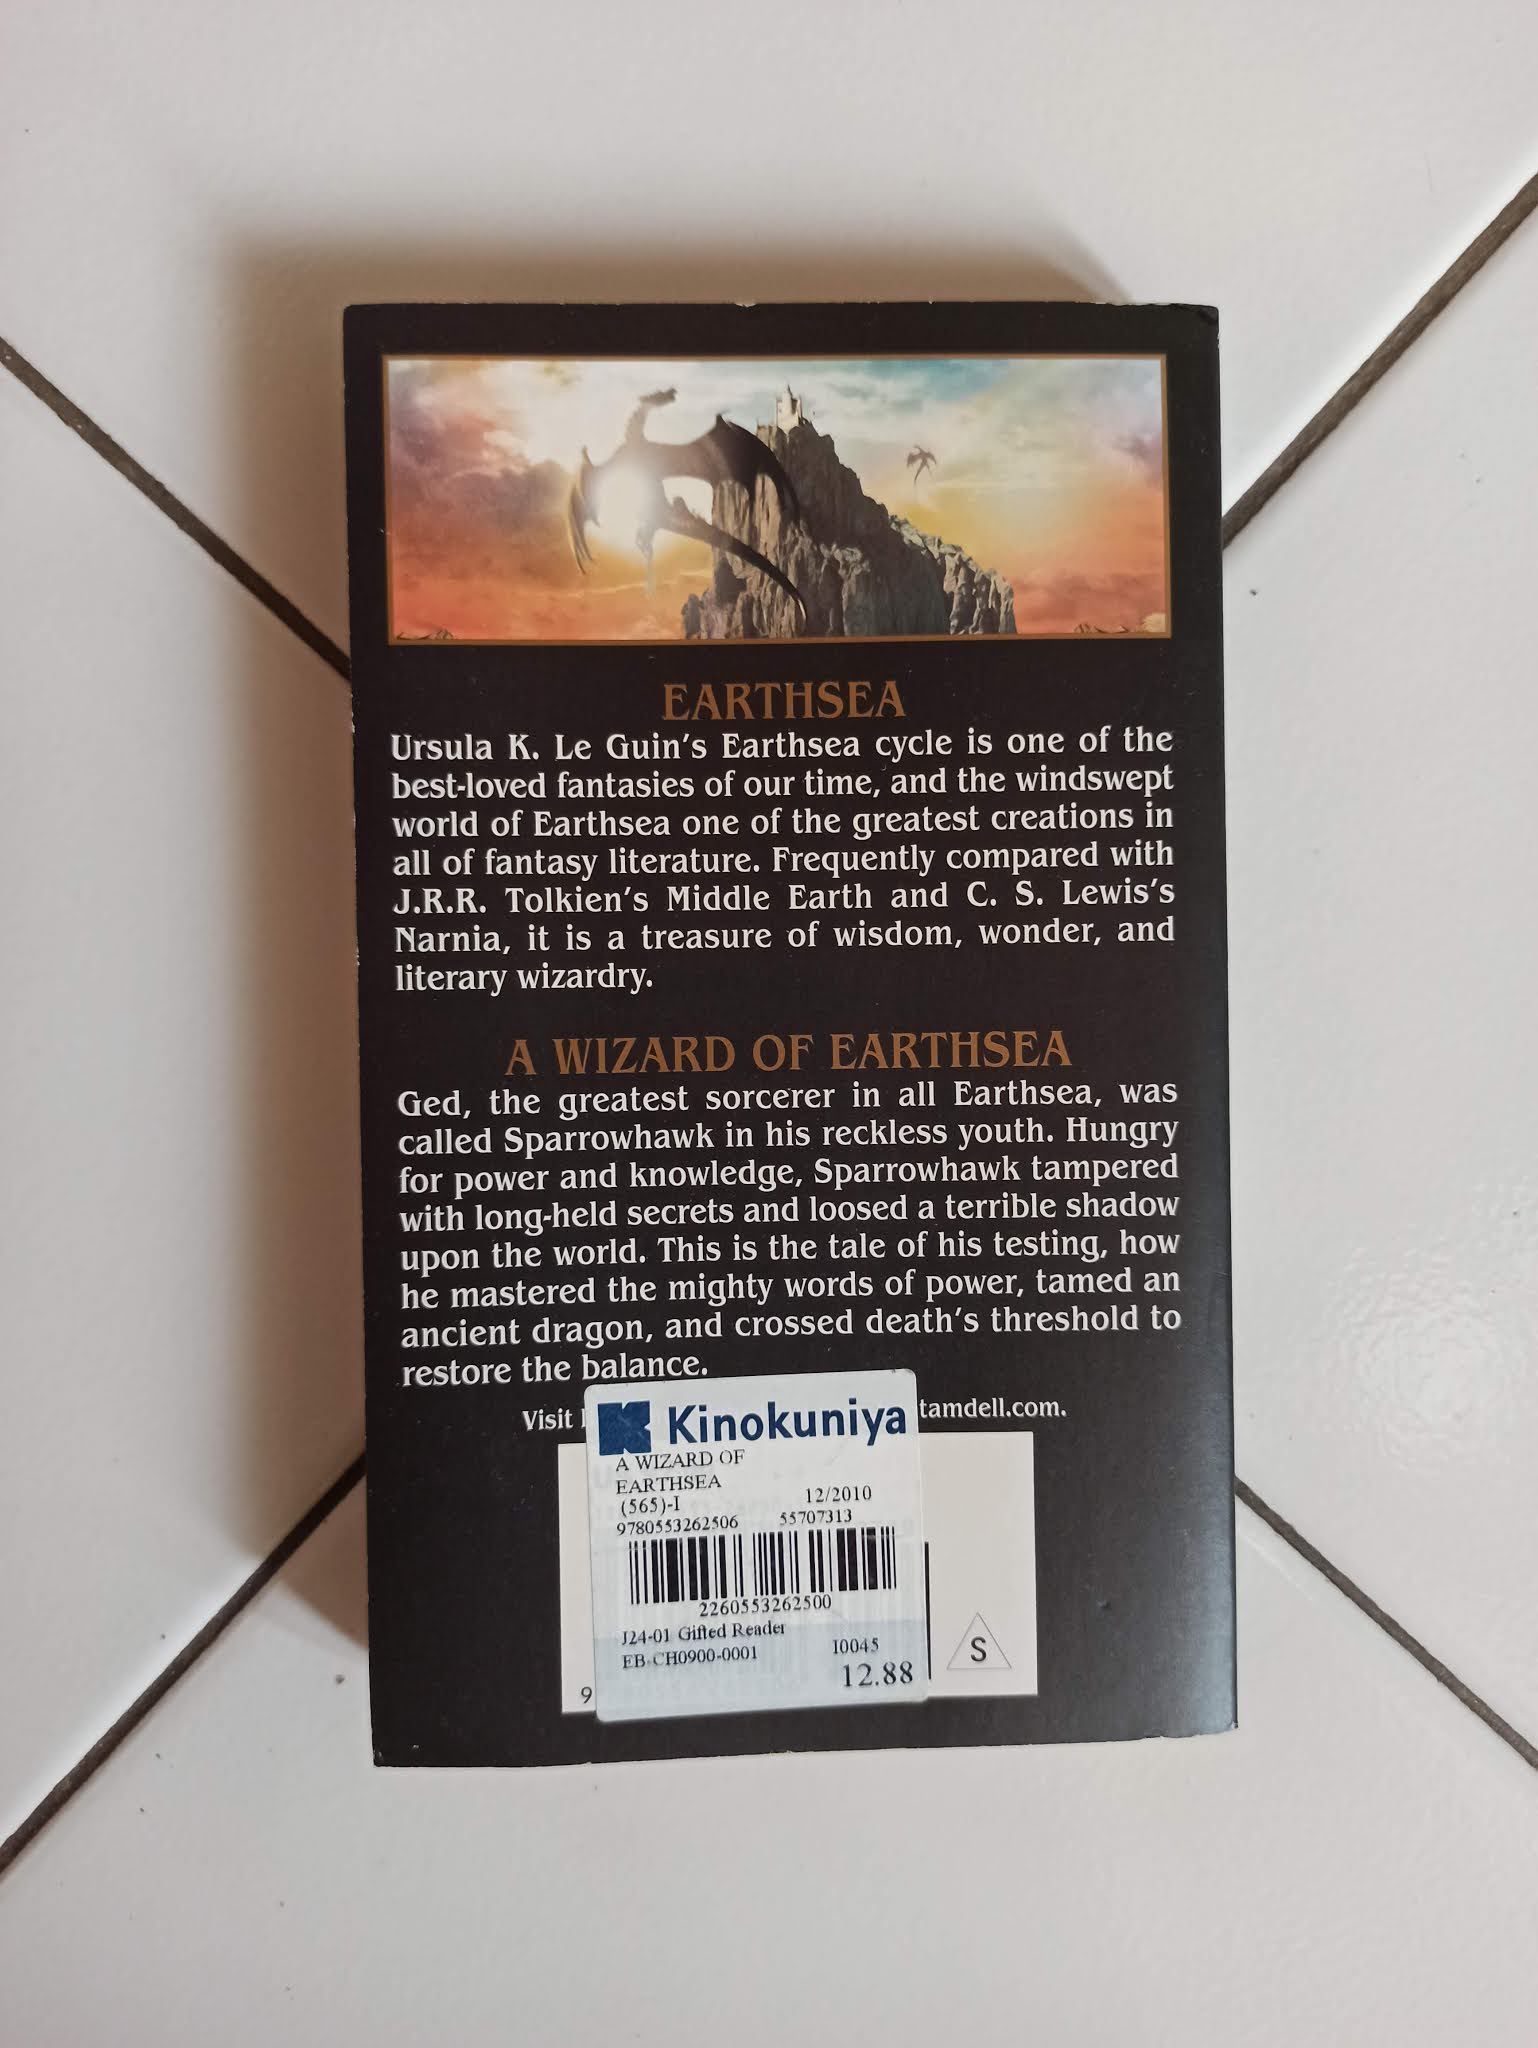 EARTHSEA
Ursula K. Le Guin's Earthsea cycle is one of the
best-loved fantasies of our time, and the windswept
world of Earthsea one of the greatest creations in
all of fantasy literature. Frequently compared with
J.R.R. Tolkien's Middle Earth and C. S. Lewis's
Narnia, it is a treasure of wisdom, wonder, and
literary wizardry.
A WIZARD OF EARTHSEA
Ged, the greatest sorcerer in all Earthsea, was
called Sparrowhawk in his reckless youth. Hungry
for power and knowledge, Sparrowhawk tampered
with long-held secrets and loosed a terrible shadow
upon the world. This is the tale of his testing, how
he mastered the mighty words of power, tamed an
ancient dragon, and crossed death's threshold to
restore the balance.
Visit tamdell.com.
Kinokuniya
A WIZARD OF
EARTHSEA
(565)-I 12/2010
9780553262506 55707313
2260553262500
J24-01 Gifted Reader
EB-CH0900-0001 I0045
12.88
S
9